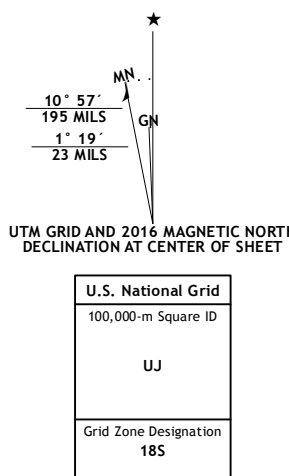 MN
GN
10° 57´
195 MILS
1° 19´
23 MILS
UTM GRID AND 2016 MAGNETIC NORT
DECLINATION AT CENTER OF SHEET
U.S. National Grid
100,000-m Square ID
UJ
Grid Zone Designation
18S